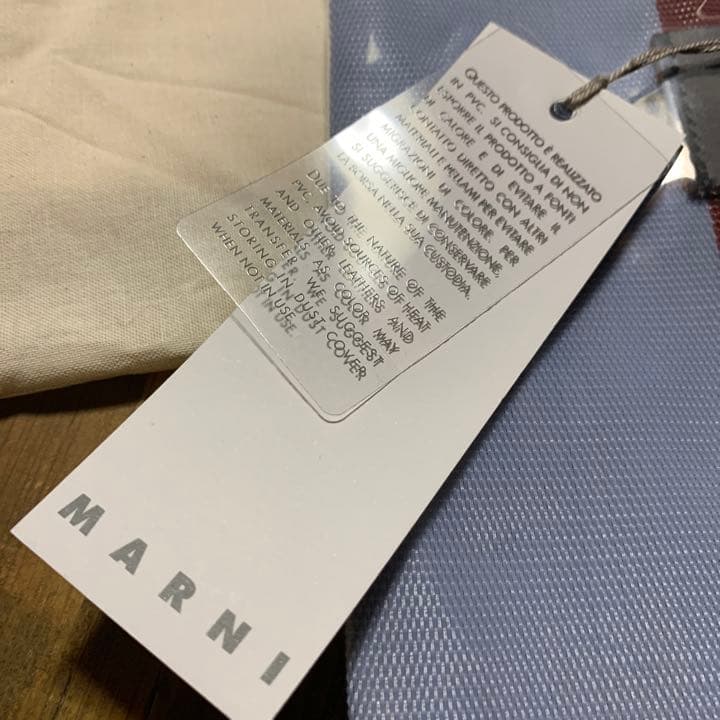 QUESTO PRODOTTO È REALIZZATO
IN PVC. SI CONSIGLIA DI NON
ESPORRE IL PRODOTTO A FONTI
DI CALORE E DI EVITARE IL
CONTATTO DIRETTO CON ALTRI
MATERIALI E PELLAMI PER EVITARE
MIGRAZIONI DI COLORE. PER
UNA MIGLIORE MANUTENZIONE,
SI SUGGERISCE DI CONSERVARE
LA BORSA NELLA SUA CUSTODIA.
DUE TO THE NATURE OF THE
PVC AVOID SOURCES OF HEAT
AND OTHER LEATHERS AND
MATERIALS AS COLOR MAY
TRANSFER. WE SUGGEST
STORING IN DUST COVER
WHEN NOT IN USE.
MARNI